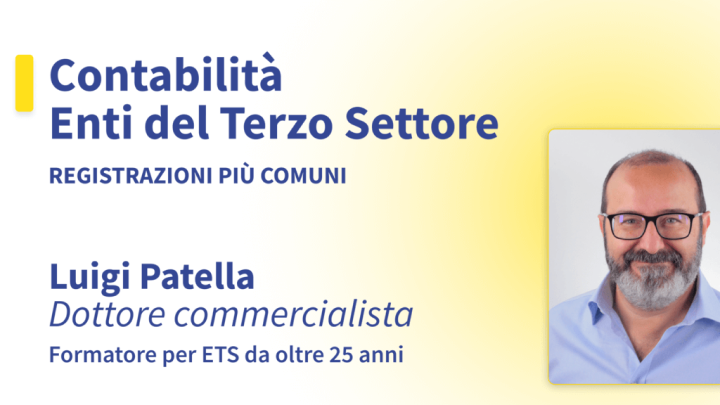 Contabilità
Enti del Terzo Settore
REGISTRAZIONI PIÙ COMUNI
Luigi Patella
Dottore commercialista
Formatore per ETS da oltre 25 anni